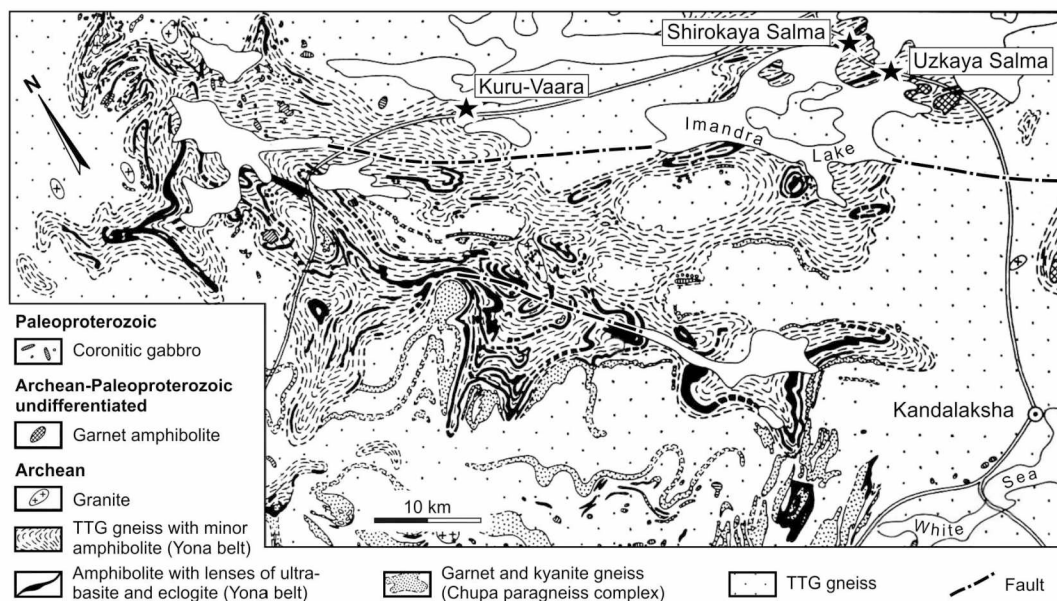 Shirokaya Salma
Uzkaya Salma
Kuru-Vaara
N
Imandra
Lake
Kandalaksha
White
Sea
10 km
Paleoproterozoic
Coronitic gabbro
Archean-Paleoproterozoic
undifferentiated
Garnet amphibolite
Archean
Granite
TTG gneiss with minor
amphibolite (Yona belt)
Amphibolite with lenses of ultra-
basite and eclogite (Yona belt)
Garnet and kyanite gneiss
(Chupa paragneiss complex)
TTG gneiss
Fault